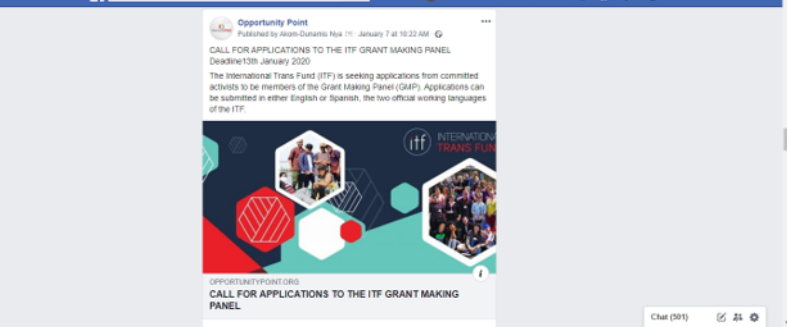 Opportunity Point
Published by Akom-Dunamis Nya · January 7 at 10:22 AM ·
CALL FOR APPLICATIONS TO THE ITF GRANT MAKING PANEL
Deadline13th January 2020
The International Trans Fund (ITF) is seeking applications from committed
activists to be members of the Grant Making Panel (GMP). Applications can
be submitted in either English or Spanish, the two official working languages
of the ITF.
itf
INTERNATIONA
TRANS FUN
OPPORTUNITYPOINT.ORG
CALL FOR APPLICATIONS TO THE ITF GRANT MAKING
PANEL
Chat (501)